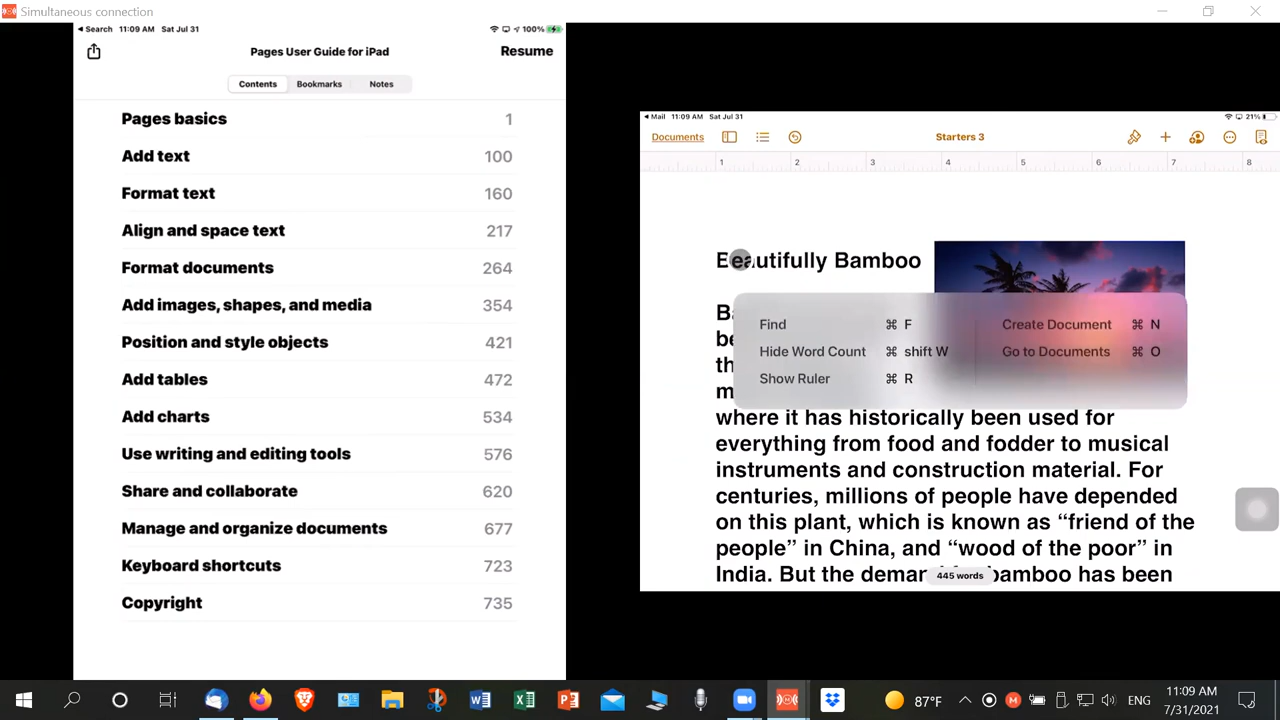 Simultaneous connection
Search 11:09 AM Sat Jul 31
100%
Pages User Guide for iPad
Resume
Contents Bookmarks Notes
Pages basics 1
Add text 100
Format text 160
Align and space text 217
Format documents 264
Add images, shapes, and media 354
Position and style objects 421
Add tables 472
Add charts 534
Use writing and editing tools 576
Share and collaborate 620
Manage and organize documents 677
Keyboard shortcuts 723
Copyright 735
Mail 11:09 AM Sat Jul 31
21%
Documents
Starters 3
1 2 3 4 5 6 7 8
Beautifully Bamboo
Find ⌘ F
Hide Word Count ⌘ shift W
Show Ruler ⌘ R
Create Document ⌘ N
Go to Documents ⌘ O
where it has historically been used for
everything from food and fodder to musical
instruments and construction material. For
centuries, millions of people have depended
on this plant, which is known as “friend of the
people” in China, and “wood of the poor” in
India. But the bamboo has been
445 words
87°F
ENG
11:09 AM
7/31/2021